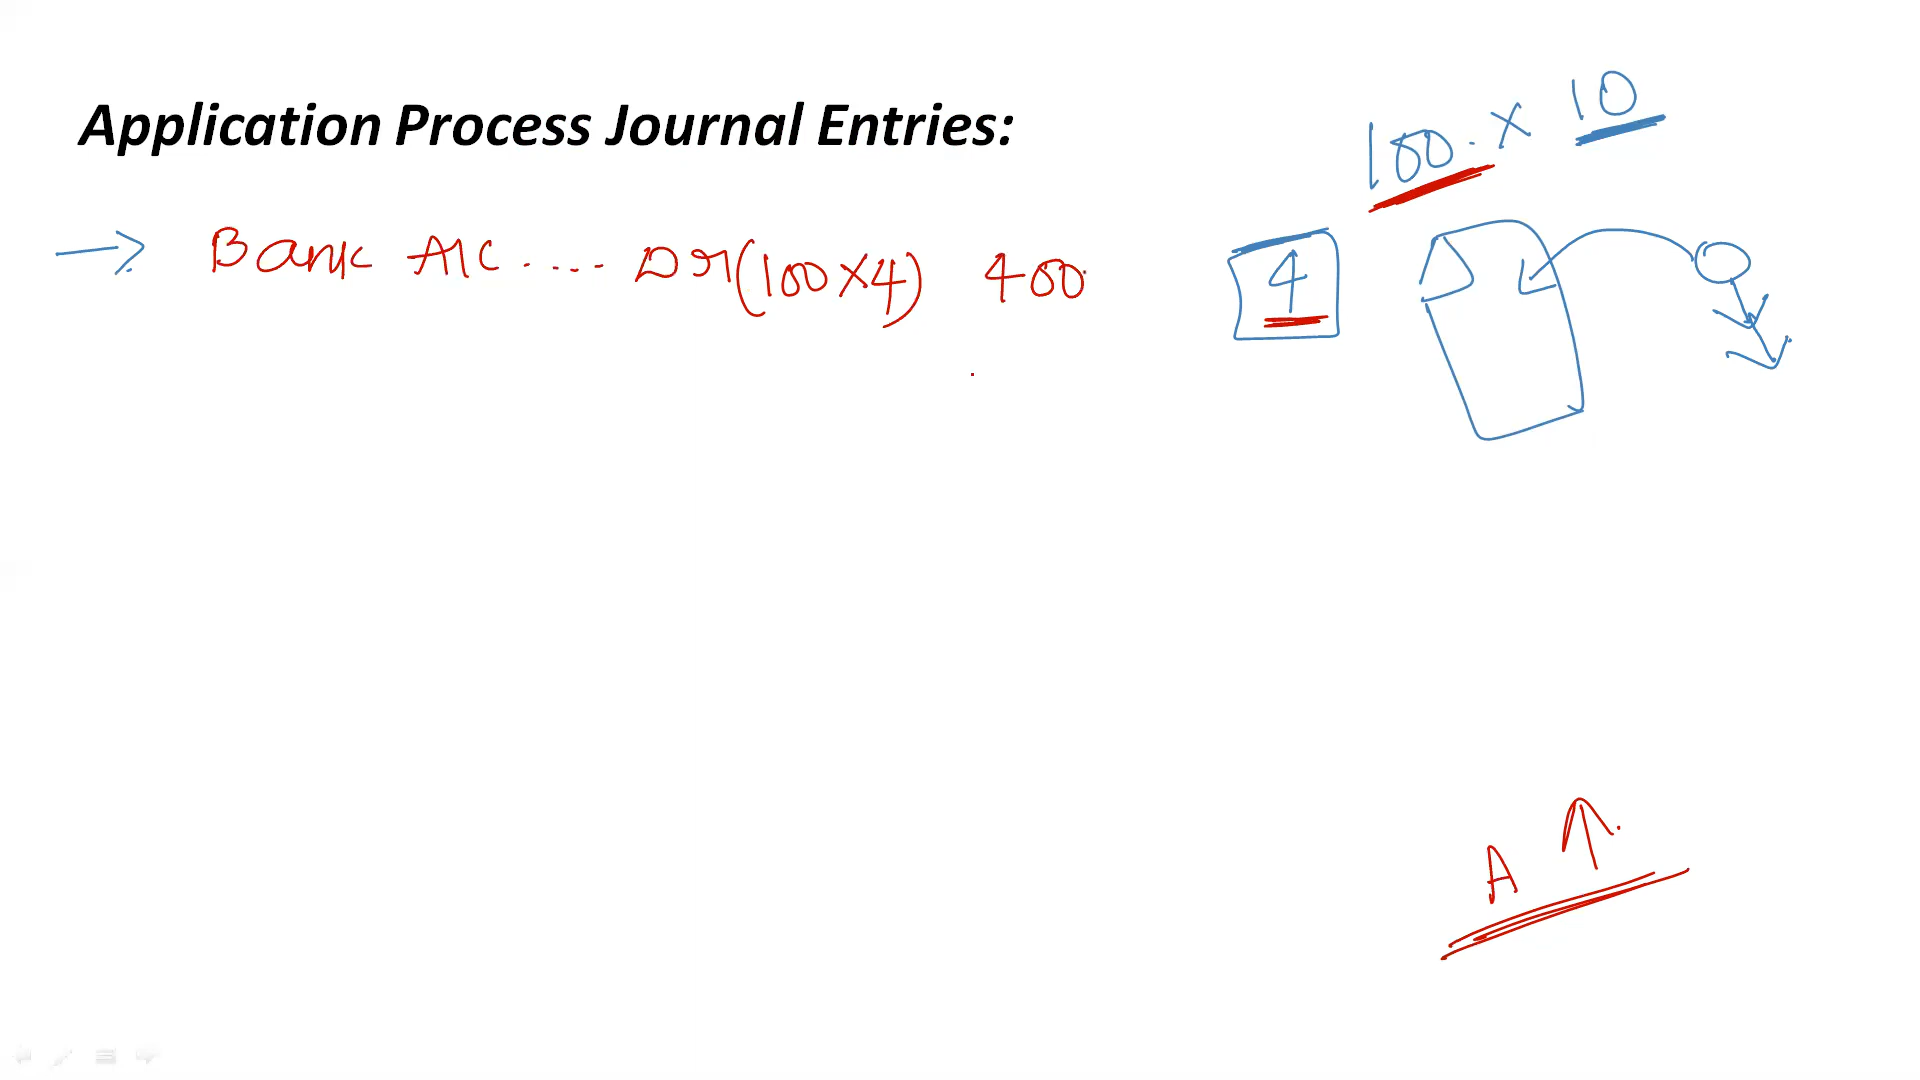 Application Process Journal Entries:
100. x 10
Bank A/C .... Dr (100x4) 400
4
A ↑